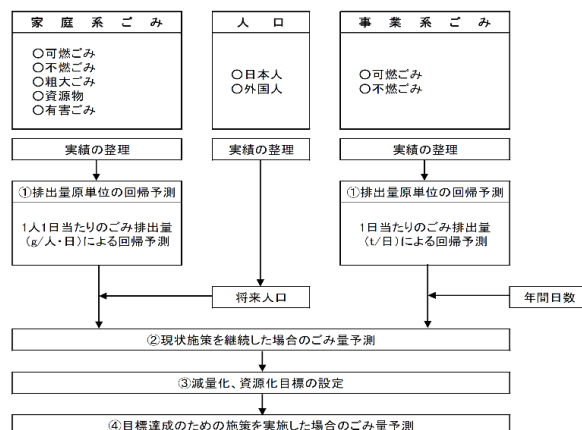 家庭系ごみ
○可燃ごみ
○不燃ごみ
○粗大ごみ
○資源物
○有害ごみ
人口
○日本人
○外国人
事業系ごみ
○可燃ごみ
○不燃ごみ
実績の整理
実績の整理
実績の整理
①排出量原単位の回帰予測
1人1日当たりのごみ排出量
(g/人・日)による回帰予測
①排出量原単位の回帰予測
1日当たりのごみ排出量
(t/日)による回帰予測
将来人口
年間日数
②現状施策を継続した場合のごみ量予測
③減量化、資源化目標の設定
④目標達成のための施策を実施した場合のごみ量予測